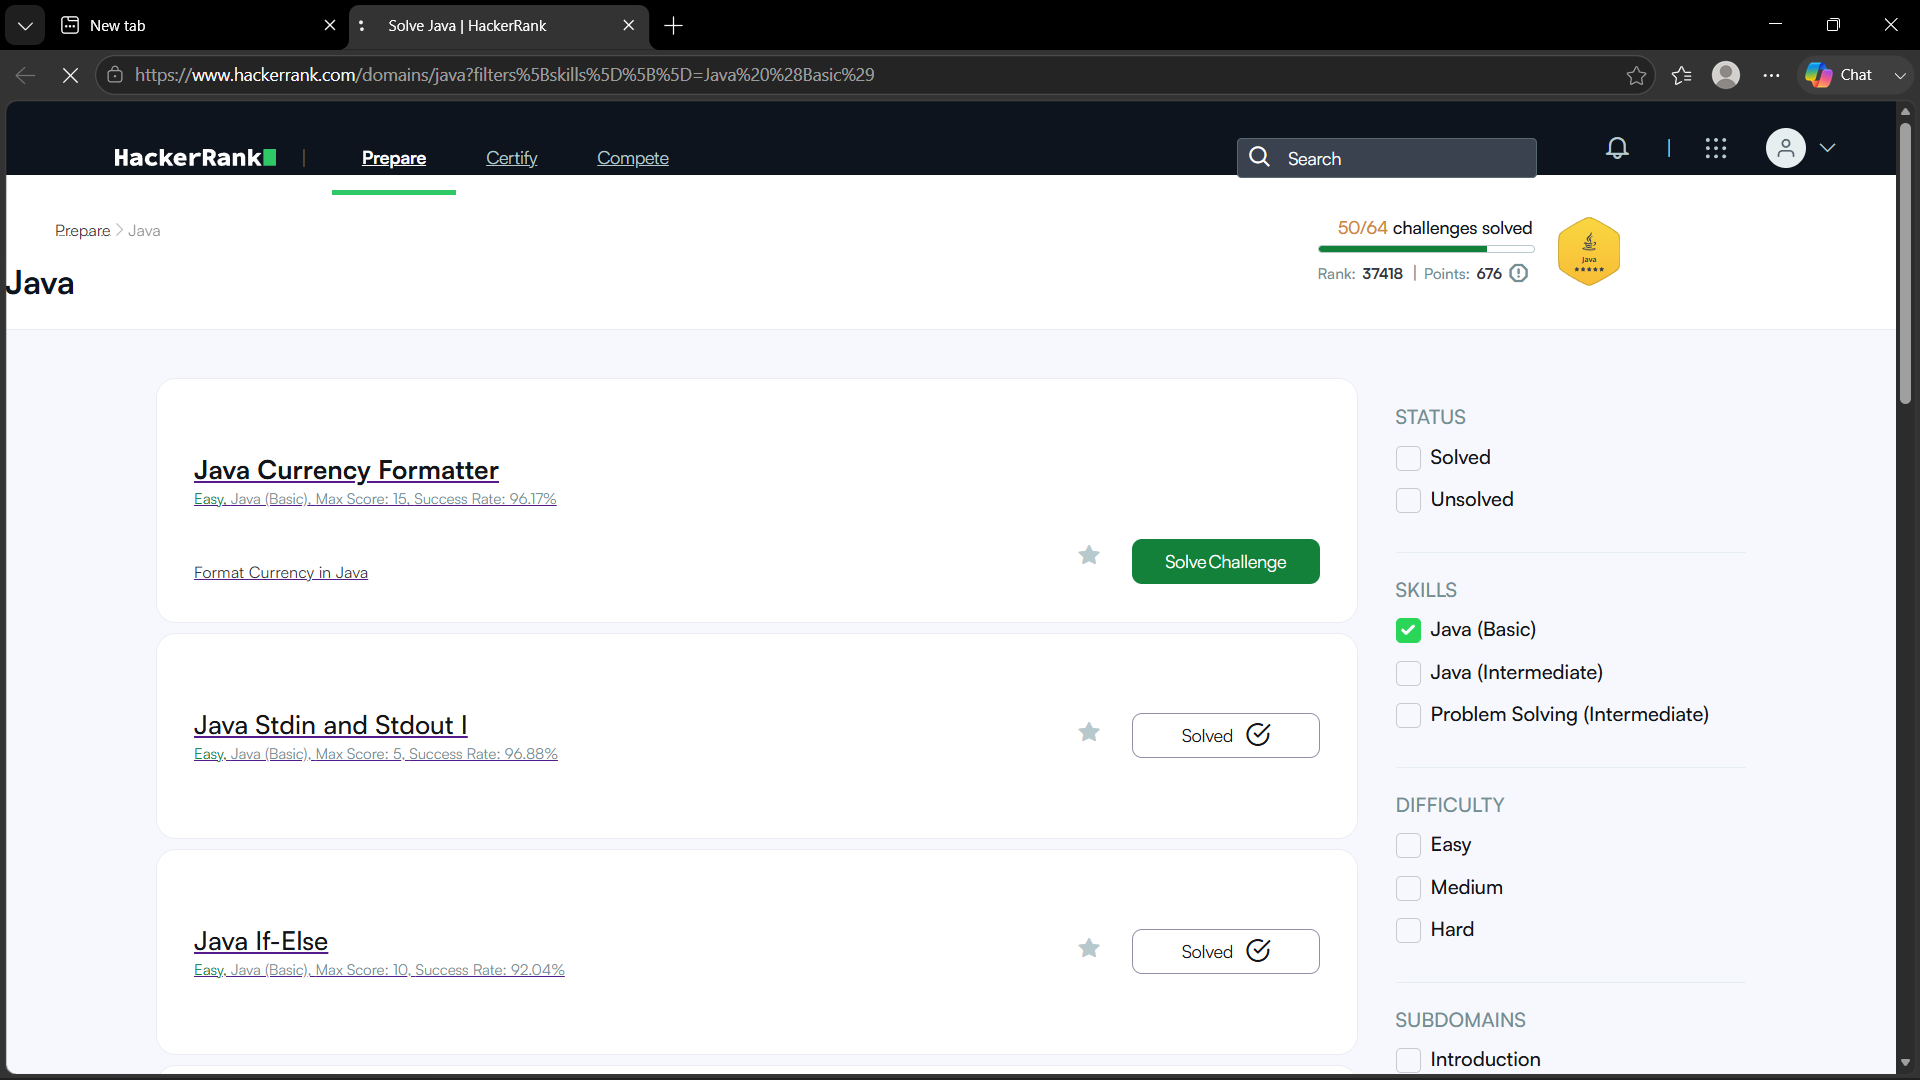 New tab
Solve Java | HackerRank
https://www.hackerrank.com/domains/java?filters%5Bskills%5D%5B%5D=Java%20%28Basic%29
Chat
HackerRank
Prepare
Certify
Compete
Search
Prepare
Java
50/64 challenges solved
Rank: 37418 | Points: 676
Java
Java
Java Currency Formatter
Easy, Java (Basic), Max Score: 15, Success Rate: 96.17%
Format Currency in Java
Solve Challenge
Java Stdin and Stdout I
Easy, Java (Basic), Max Score: 5, Success Rate: 96.88%
Solved
Java If-Else
Easy, Java (Basic), Max Score: 10, Success Rate: 92.04%
Solved
STATUS
Solved
Unsolved
SKILLS
Java (Basic)
Java (Intermediate)
Problem Solving (Intermediate)
DIFFICULTY
Easy
Medium
Hard
SUBDOMAINS
Introduction